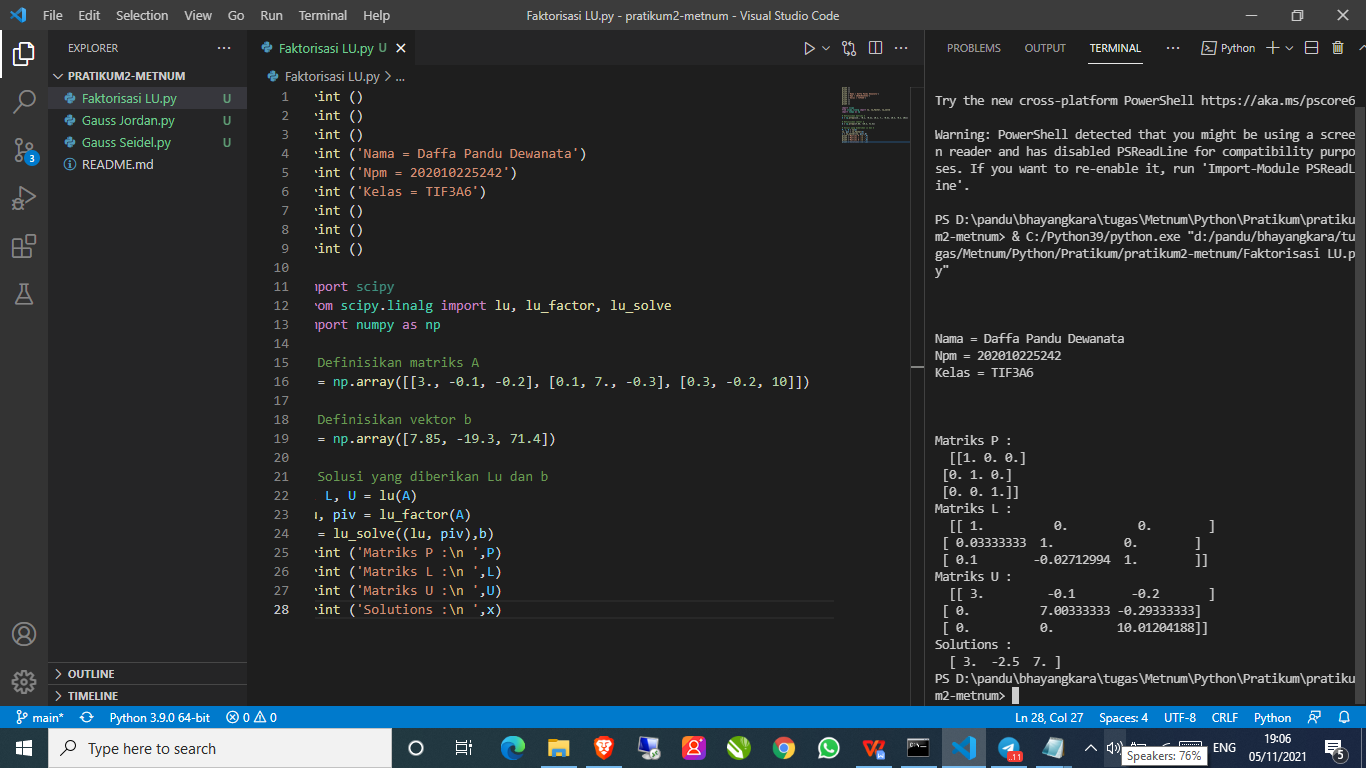 File Edit Selection View Go Run Terminal Help
Faktorisasi LU.py - pratikum2-metnum - Visual Studio Code
EXPLORER
PRATIKUM2-METNUM
Faktorisasi LU.py U
Gauss Jordan.py U
Gauss Seidel.py U
README.md
3
OUTLINE
TIMELINE
Faktorisasi LU.py U
Faktorisasi LU.py > ...
1 int ()
2 int ()
3 int ()
4 int ('Nama = Daffa Pandu Dewanata')
5 int ('Npm = 202010225242')
6 int ('Kelas = TIF3A6')
7 int ()
8 int ()
9 int ()
10
11 port scipy
12 om scipy.linalg import lu, lu_factor, lu_solve
13 port numpy as np
14
15 Definisikan matriks A
16 = np.array([[3., -0.1, -0.2], [0.1, 7., -0.3], [0.3, -0.2, 10]])
17
18 Definisikan vektor b
19 = np.array([7.85, -19.3, 71.4])
20
21 Solusi yang diberikan Lu dan b
22 L, U = lu(A)
23 , piv = lu_factor(A)
24 = lu_solve((lu, piv),b)
25 int ('Matriks P :\n ',P)
26 int ('Matriks L :\n ',L)
27 int ('Matriks U :\n ',U)
28 int ('Solutions :\n ',x)
PROBLEMS OUTPUT TERMINAL ... Python
Try the new cross-platform PowerShell https://aka.ms/pscore6
Warning: PowerShell detected that you might be using a scree
n reader and has disabled PSReadLine for compatibility purpo
ses. If you want to re-enable it, run 'Import-Module PSReadL
ine'.
PS D:\pandu\bhayangkara\tugas\Metnum\Python\Pratikum\pratiku
m2-metnum> & C:/Python39/python.exe "d:/pandu/bhayangkara/tu
gas/Metnum/Python/Pratikum/pratikum2-metnum/Faktorisasi LU.p
y"
Nama = Daffa Pandu Dewanata
Npm = 202010225242
Kelas = TIF3A6
Matriks P :
[[1. 0. 0.]
[0. 1. 0.]
[0. 0. 1.]]
Matriks L :
[[ 1. 0. 0. ]
[ 0.03333333 1. 0. ]
[ 0.1 -0.02712994 1. ]]
Matriks U :
[[ 3. -0.1 -0.2 ]
[ 0. 7.00333333 -0.29333333]
[ 0. 0. 10.01204188]]
Solutions :
[ 3. -2.5 7. ]
PS D:\pandu\bhayangkara\tugas\Metnum\Python\Pratikum\pratiku
m2-metnum>
main* Python 3.9.0 64-bit 0 0 Ln 28, Col 27 Spaces: 4 UTF-8 CRLF Python
Type here to search
..11
ENG
19:06
05/11/2021
5
Speakers: 76%